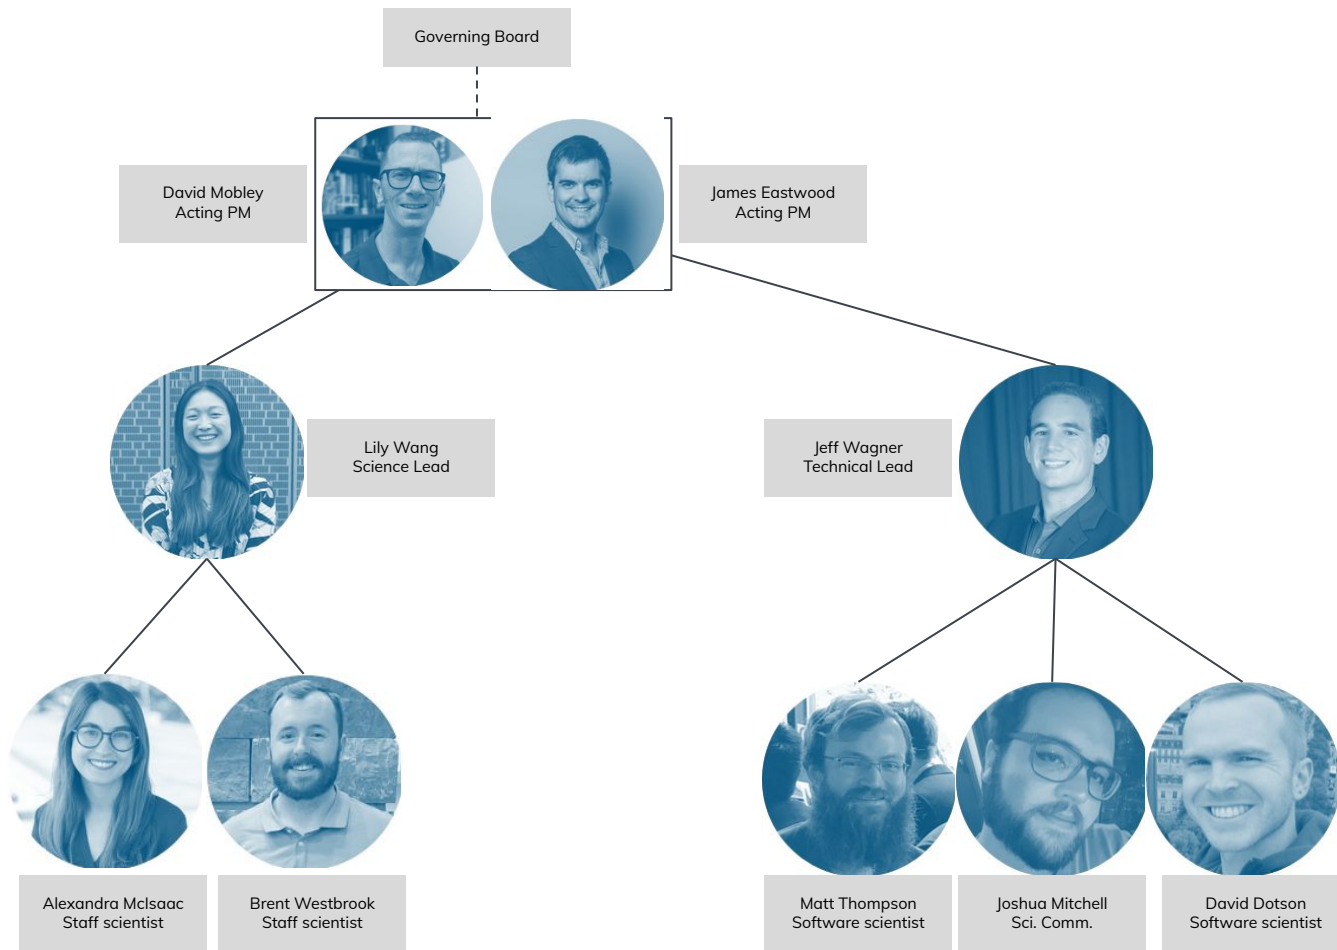 Governing Board
David Mobley
Acting PM
James Eastwood
Acting PM
Lily Wang
Science Lead
Jeff Wagner
Technical Lead
Alexandra McIsaac
Staff scientist
Brent Westbrook
Staff scientist
Matt Thompson
Software scientist
Joshua Mitchell
Sci. Comm.
David Dotson
Software scientist